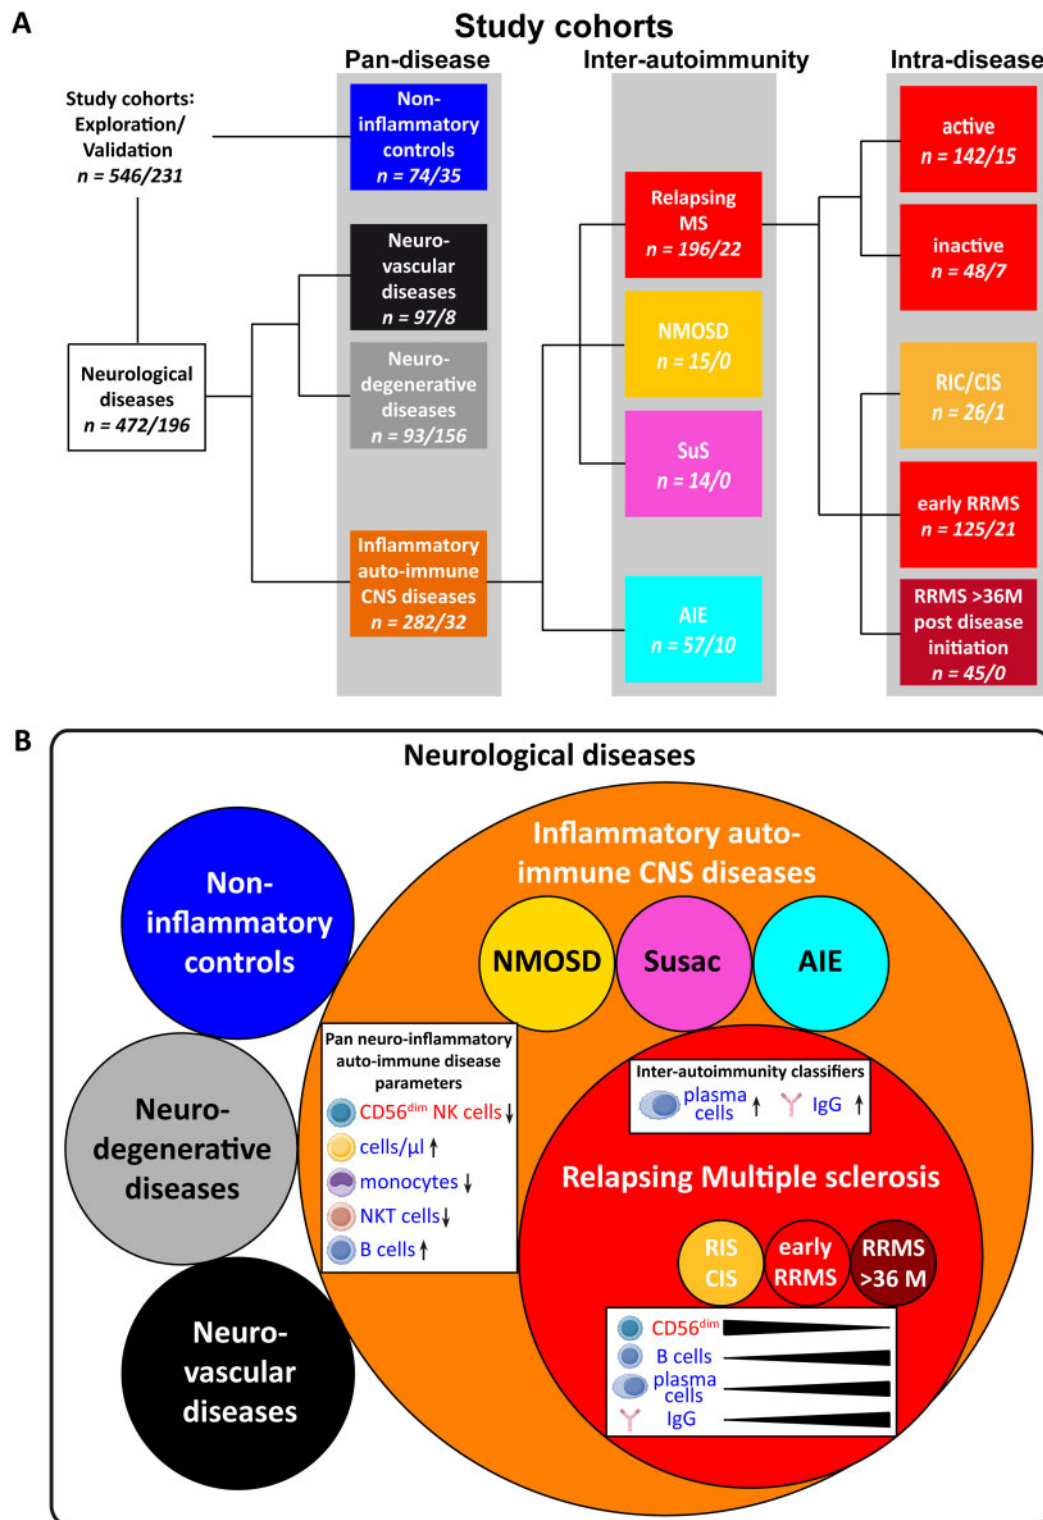 A
Study cohorts
Pan-disease
Inter-autoimmunity
Intra-disease
Study cohorts:
Exploration/
Validation
n = 546/231
Neurological
diseases
n = 472/196
Non-
inflammatory
controls
n = 74/35
Neuro-
vascular
diseases
n = 97/8
Neuro-
degenerative
diseases
n = 93/156
Inflammatory
auto-immune
CNS diseases
n = 282/32
Relapsing
MS
n = 196/22
NMOSD
n = 15/0
SuS
n = 14/0
AIE
n = 57/10
active
n = 142/15
inactive
n = 48/7
RIC/CIS
n = 26/1
early RRMS
n = 125/21
RRMS >36M
post disease
initiation
n = 45/0
B
Neurological diseases
Non-
inflammatory
controls
Neuro-
degenerative
diseases
Neuro-
vascular
diseases
Inflammatory auto-
immune CNS diseases
NMOSD
Susac
AIE
Pan neuro-inflammatory
auto-immune disease
parameters
CD56dim NK cells ↓
cells/µl ↑
monocytes ↓
NKT cells ↓
B cells ↑
Inter-autoimmunity classifiers
plasma
cells ↑
IgG ↑
Relapsing Multiple sclerosis
RIS
CIS
early
RRMS
RRMS
>36 M
CD56dim
B cells
plasma
cells
IgG